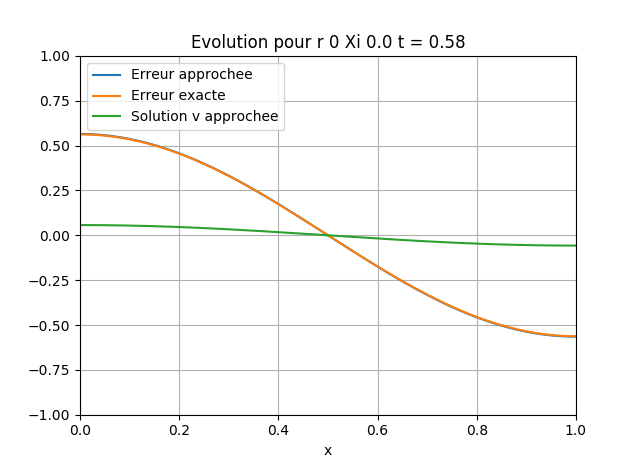 Evolution pour r 0 Xi 0.0 t = 0.58
Erreur approchee
Erreur exacte
Solution v approchee
1.00
0.75
0.50
0.25
0.00
−0.25
−0.50
−0.75
−1.00
0.0 0.2 0.4 0.6 0.8 1.0
x